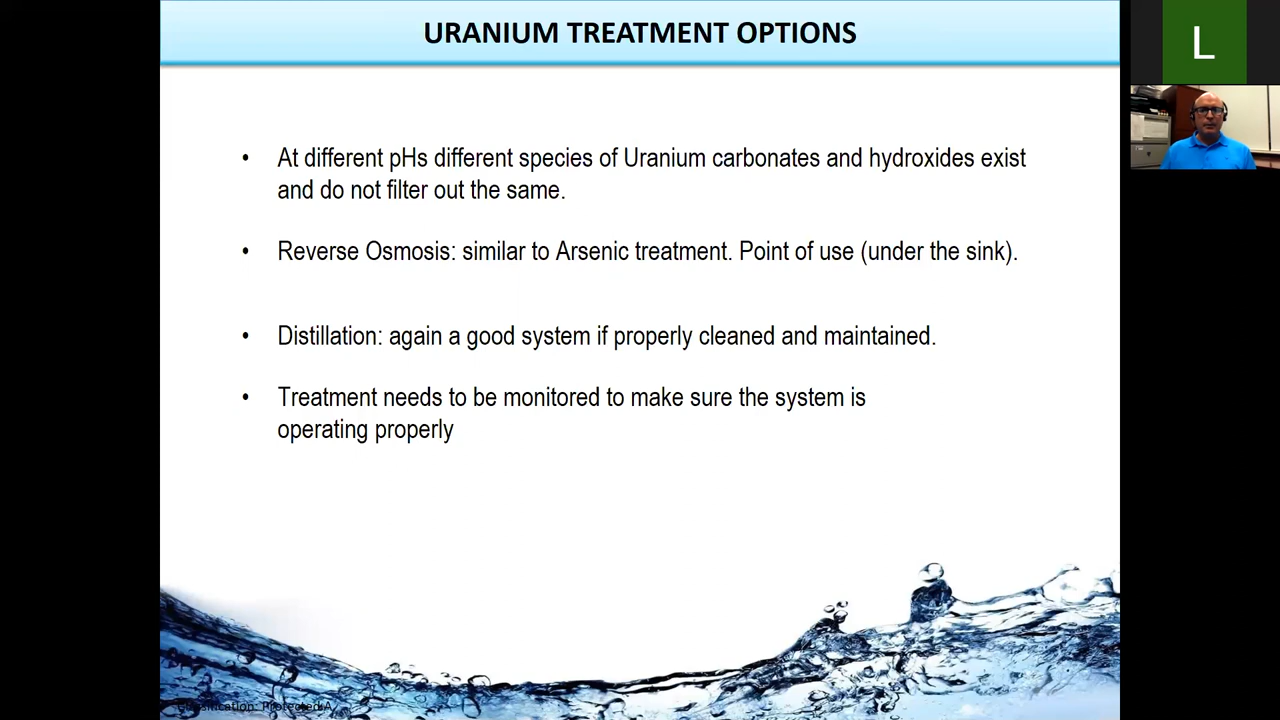 URANIUM TREATMENT OPTIONS
L
• At different pHs different species of Uranium carbonates and hydroxides exist
and do not filter out the same.
• Reverse Osmosis: similar to Arsenic treatment. Point of use (under the sink).
• Distillation: again a good system if properly cleaned and maintained.
• Treatment needs to be monitored to make sure the system is
operating properly
Classification: Protected A